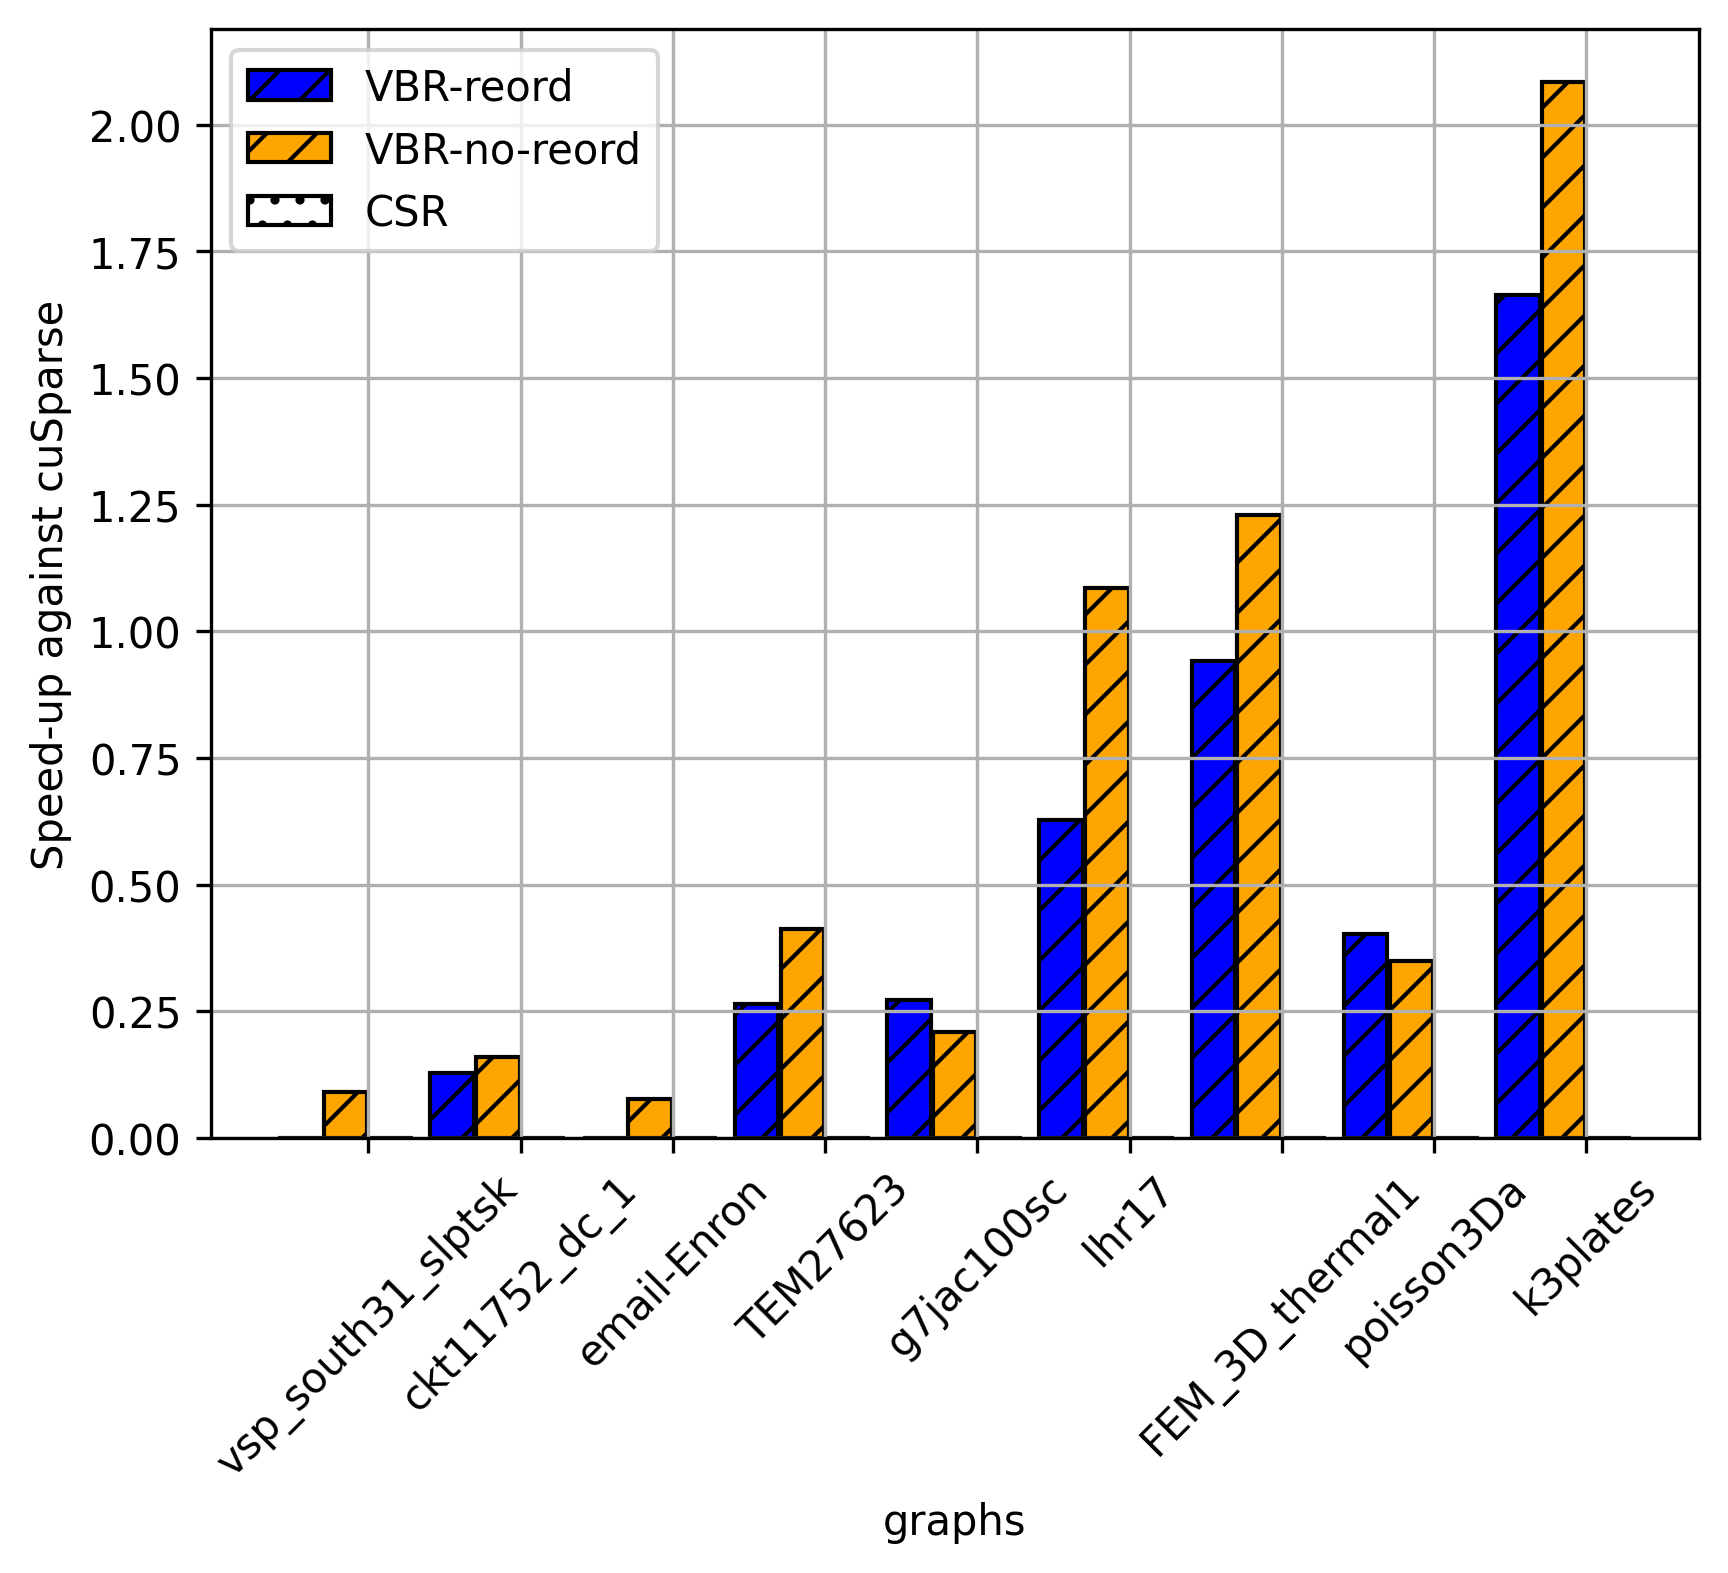 VBR-reord
VBR-no-reord
CSR
Speed-up against cuSparse
2.00
1.75
1.50
1.25
1.00
0.75
0.50
0.25
0.00
vsp_south31_slptsk
ckt11752_dc_1
email-Enron
TEM27623
g7jac100sc
lhr17
FEM_3D_thermal1
poisson3Da
k3plates
graphs